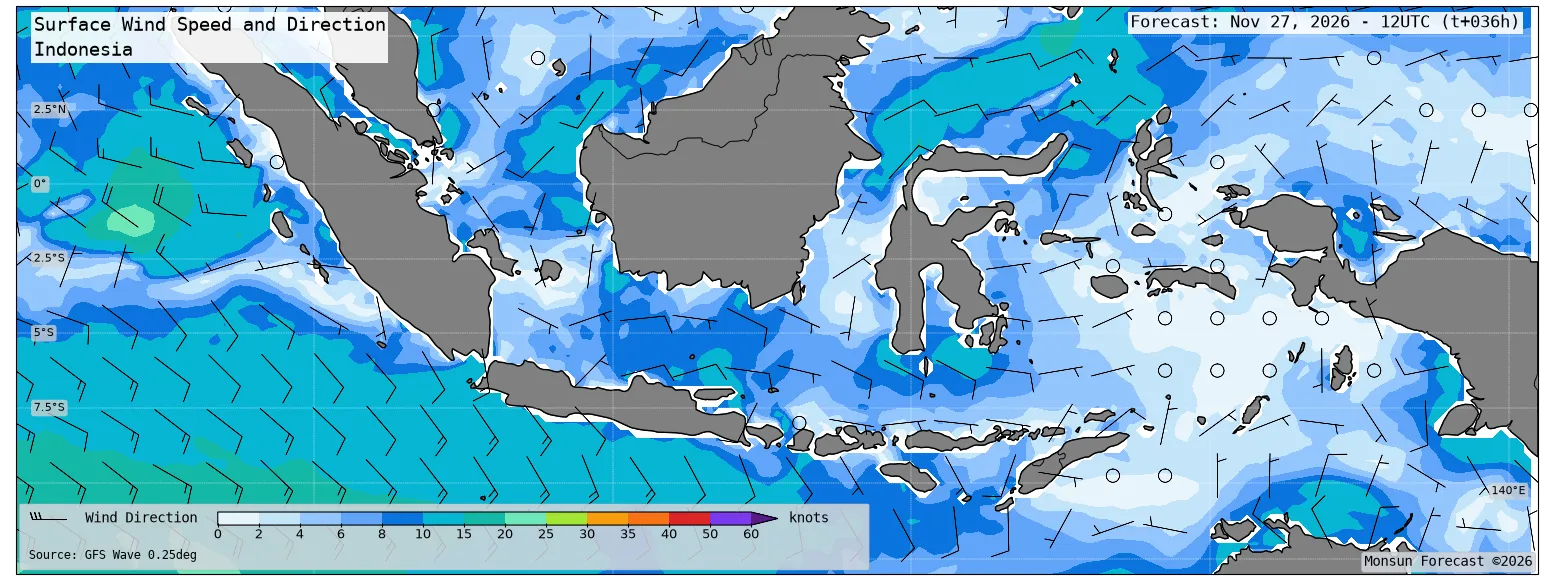 Surface Wind Speed and Direction
Indonesia
Forecast: Nov 27, 2026 - 12UTC (t+036h)
2.5°N
0°
2.5°S
5°S
7.5°S
140°E
Wind Direction
0 2 4 6 8 10 15 20 25 30 35 40 50 60
knots
Source: GFS Wave 0.25deg
Monsun Forecast ©2026